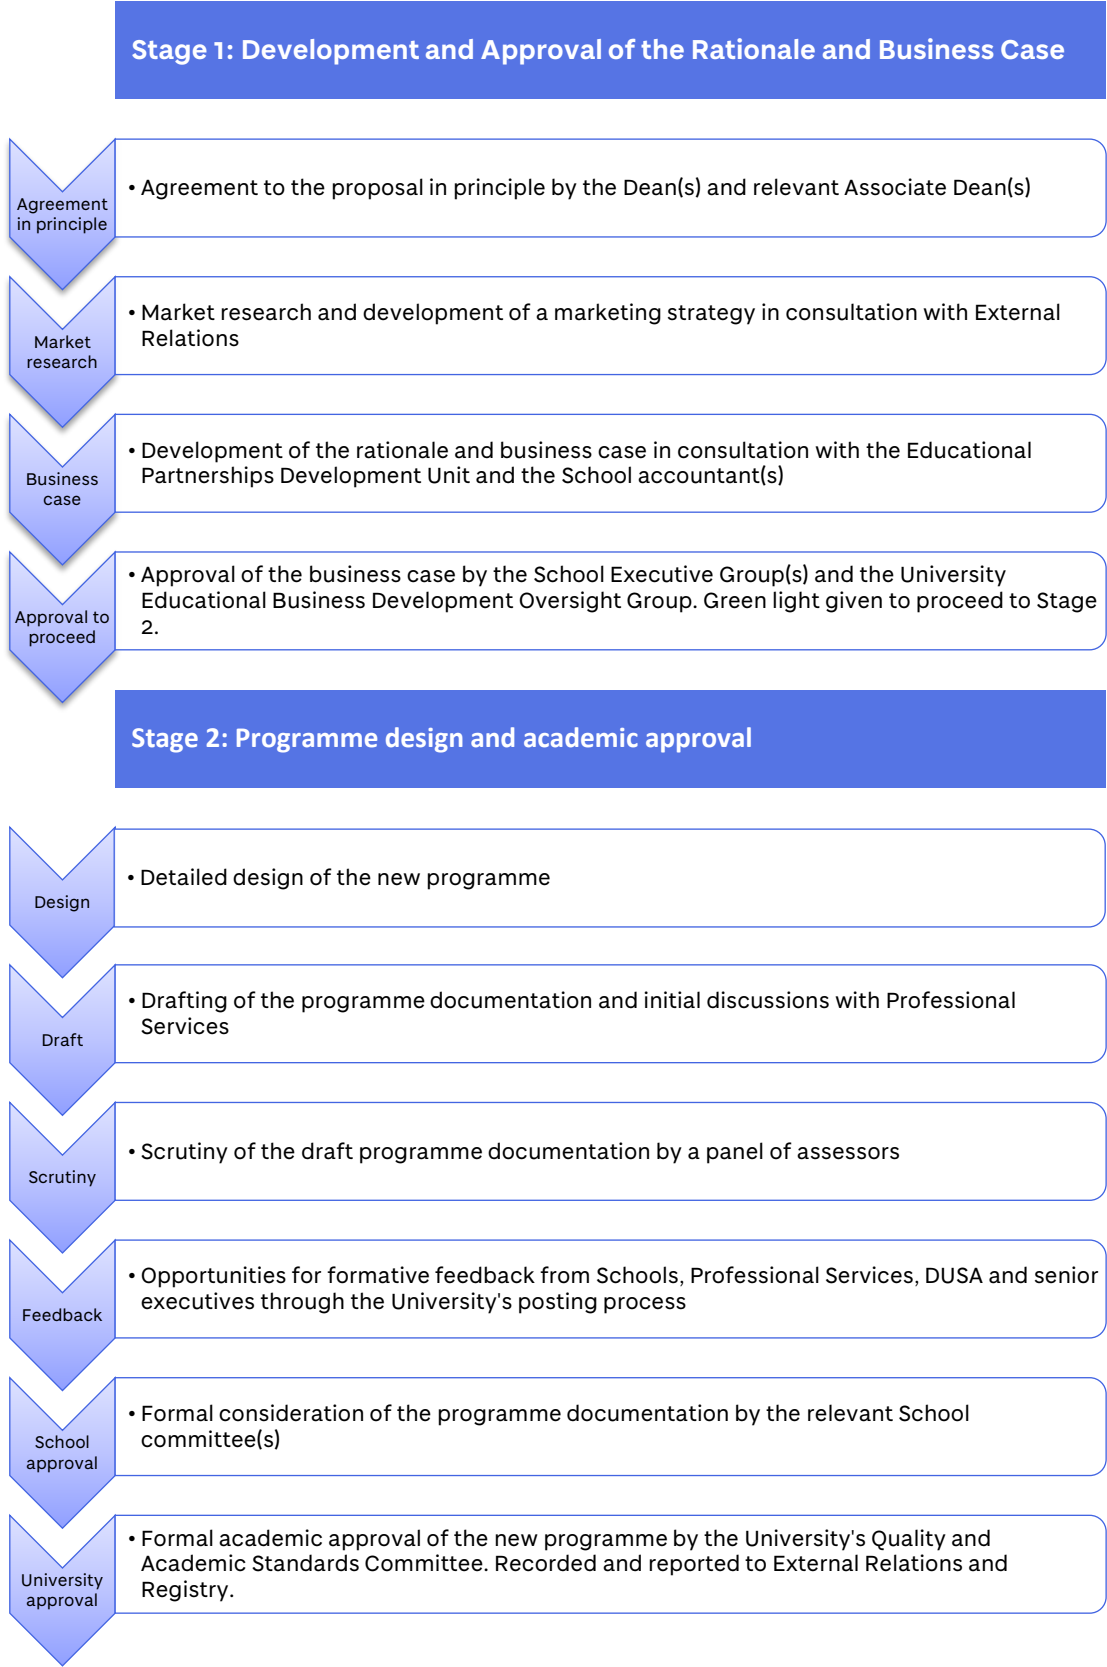 Stage 1: Development and Approval of the Rationale and Business Case
Agreement
in principle
• Agreement to the proposal in principle by the Dean(s) and relevant Associate Dean(s)
Market
research
• Market research and development of a marketing strategy in consultation with External
Relations
Business
case
• Development of the rationale and business case in consultation with the Educational
Partnerships Development Unit and the School accountant(s)
Approval to
proceed
• Approval of the business case by the School Executive Group(s) and the University
Educational Business Development Oversight Group. Green light given to proceed to Stage
2.
Stage 2: Programme design and academic approval
Design
• Detailed design of the new programme
Draft
• Drafting of the programme documentation and initial discussions with Professional
Services
Scrutiny
• Scrutiny of the draft programme documentation by a panel of assessors
Feedback
• Opportunities for formative feedback from Schools, Professional Services, DUSA and senior
executives through the University's posting process
School
approval
• Formal consideration of the programme documentation by the relevant School
committee(s)
University
approval
• Formal academic approval of the new programme by the University's Quality and
Academic Standards Committee. Recorded and reported to External Relations and
Registry.